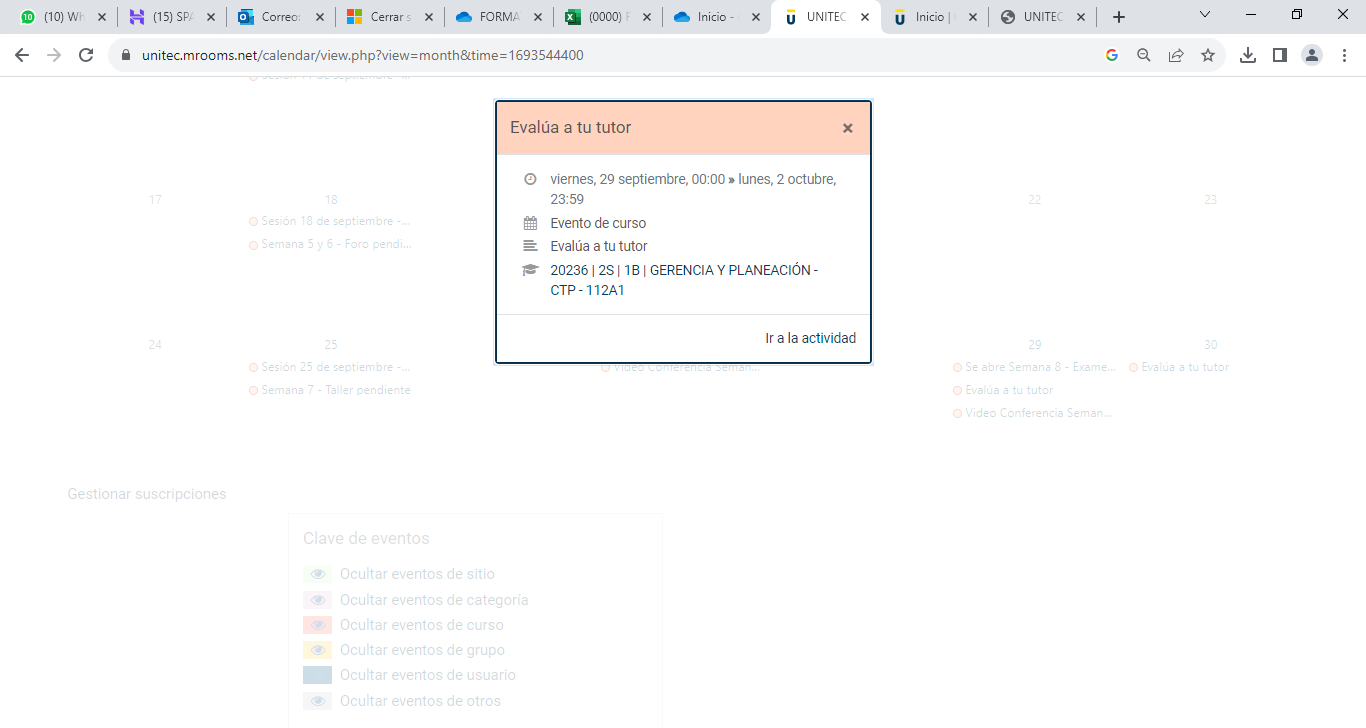 (10) Wh
(15) SPA
Correo:
Cerrar s
FORMA
(0000) F
Inicio -
UNITEC
Inicio |
UNITEC
unitec.mrooms.net/calendar/view.php?view=month&time=1693544400
Evalúa a tu tutor
viernes, 29 septiembre, 00:00 » lunes, 2 octubre,
23:59
Evento de curso
Evalúa a tu tutor
20236 | 2S | 1B | GERENCIA Y PLANEACIÓN -
CTP - 112A1
Ir a la actividad
17
18
22
23
Sesión 18 de septiembre -...
Semana 5 y 6 - Foro pendi...
24
25
29
30
Sesión 25 de septiembre -...
Video Conferencia Seman...
Se abre Semana 8 - Exame...
Evalúa a tu tutor
Semana 7 - Taller pendiente
Evalúa a tu tutor
Video Conferencia Seman...
Gestionar suscripciones
Clave de eventos
Ocultar eventos de sitio
Ocultar eventos de categoría
Ocultar eventos de curso
Ocultar eventos de grupo
Ocultar eventos de usuario
Ocultar eventos de otros